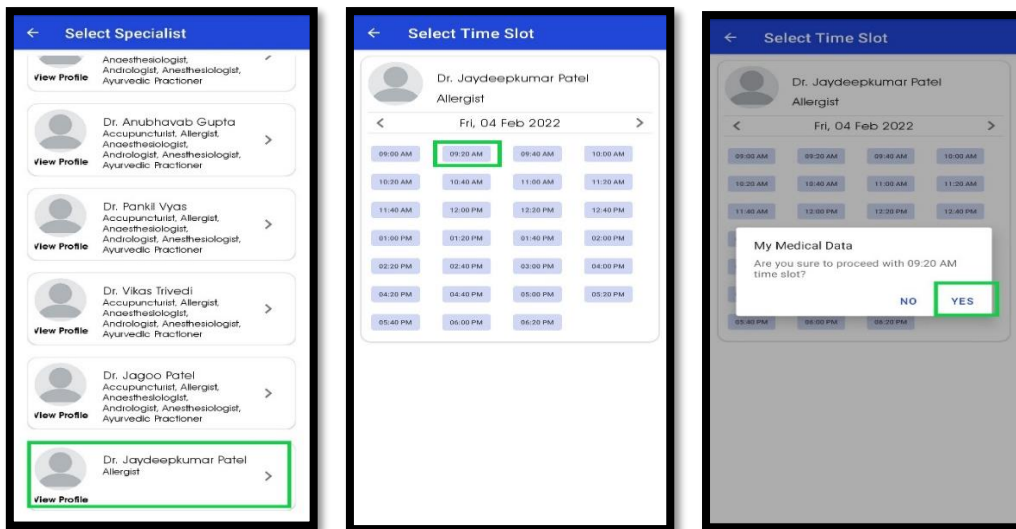 Select Specialist
Anaesthesiologist,
Andrologist, Anesthesiologist,
Ayurvedic Practioner
View Profile
Dr. Anubhavab Gupta
Accupuncturist, Allergist,
Anaesthesiologist,
Andrologist, Anesthesiologist,
Ayurvedic Practioner
View Profile
Dr. Pankil Vyas
Accupuncturist, Allergist,
Anaesthesiologist,
Andrologist, Anesthesiologist,
Ayurvedic Practioner
View Profile
Dr. Vikas Trivedi
Accupuncturist, Allergist,
Anaesthesiologist,
Andrologist, Anesthesiologist,
Ayurvedic Practioner
View Profile
Dr. Jagoo Patel
Accupuncturist, Allergist,
Anaesthesiologist,
Andrologist, Anesthesiologist,
Ayurvedic Practioner
View Profile
Dr. Jaydeepkumar Patel
Allergist
View Profile
Select Time Slot
Dr. Jaydeepkumar Patel
Allergist
< Fri, 04 Feb 2022 >
09:00 AM 09:20 AM 09:40 AM 10:00 AM
10:20 AM 10:40 AM 11:00 AM 11:20 AM
11:40 AM 12:00 PM 12:20 PM 12:40 PM
01:00 PM 01:20 PM 01:40 PM 02:00 PM
02:20 PM 02:40 PM 03:00 PM 04:00 PM
04:20 PM 04:40 PM 05:00 PM 05:20 PM
05:40 PM 06:00 PM 06:20 PM
Select Time Slot
Dr. Jaydeepkumar Patel
Allergist
< Fri, 04 Feb 2022 >
09:00 AM 09:20 AM 09:40 AM 10:00 AM
10:20 AM 10:40 AM 11:00 AM 11:20 AM
11:40 AM 12:00 PM 12:20 PM 12:40 PM
My Medical Data
Are you sure to proceed with 09:20 AM
time slot?
NO YES
05:40 PM 06:00 PM 06:20 PM